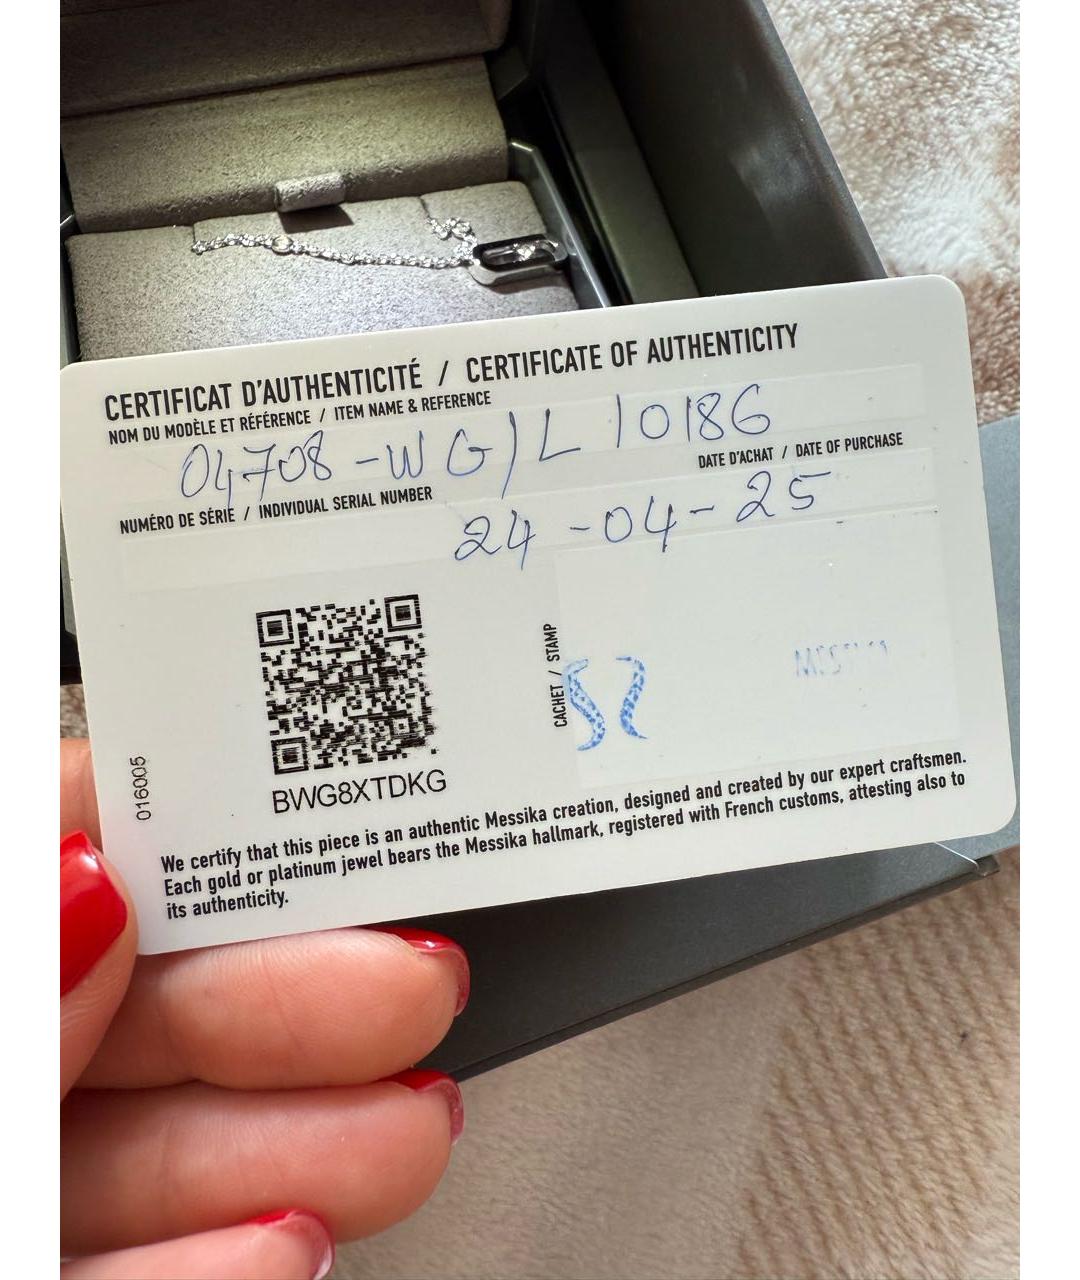 CERTIFICAT D'AUTHENTICITÉ / CERTIFICATE OF AUTHENTICITY
NOM DU MODÈLE ET RÉFÉRENCE / ITEM NAME & REFERENCE
04708-WG/L 10186
DATE D'ACHAT / DATE OF PURCHASE
NUMÉRO DE SÉRIE / INDIVIDUAL SERIAL NUMBER
24-04-25
CACHET / STAMP
BWG8XTDKG
016005
We certify that this piece is an authentic Messika creation, designed and created by our expert craftsmen.
Each gold or platinum jewel bears the Messika hallmark, registered with French customs, attesting also to
its authenticity.